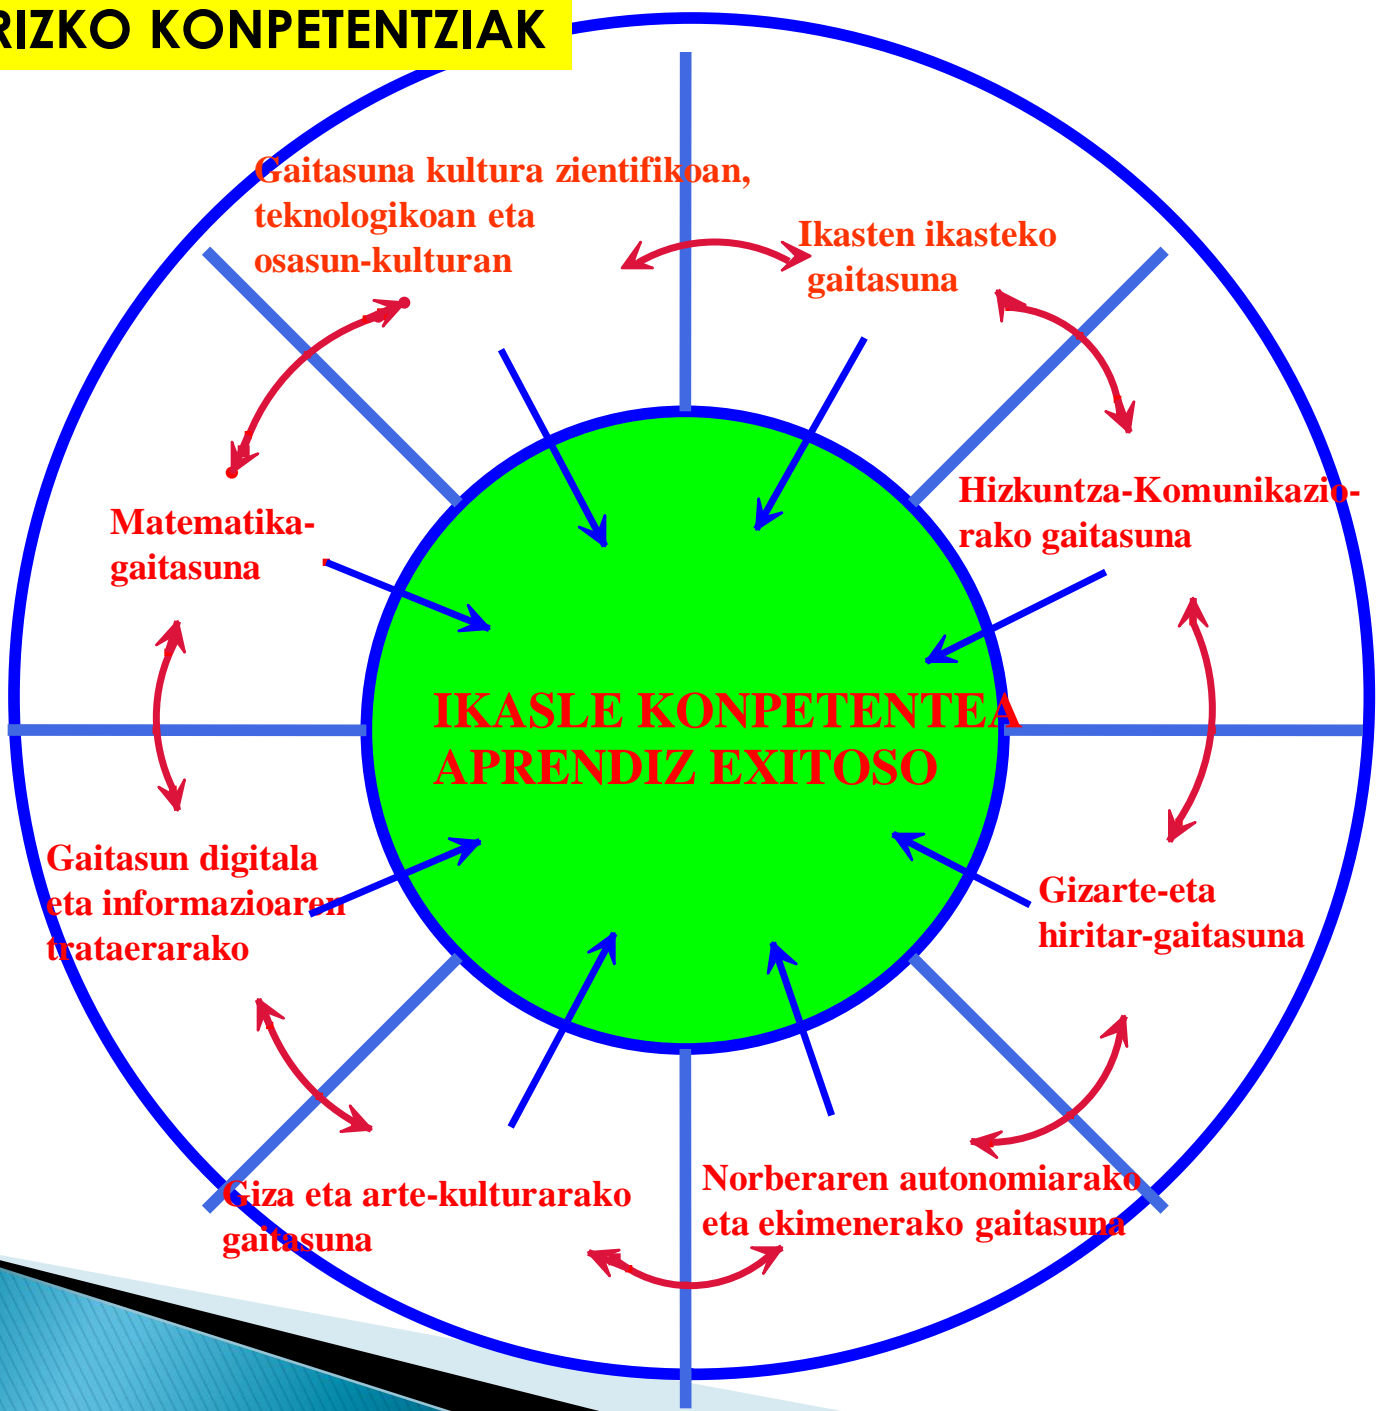 RIZKO KONPETENTZIAK
Gaitasuna kultura zientifikoan,
teknologikoan eta
osasun-kulturan
Ikasten ikasteko
gaitasuna
Hizkuntza-Komunikazio-
rako gaitasuna
Matematika-
gaitasuna
IKASLE KONPETENTEA
APRENDIZ EXITOSO
Gaitasun digitala
eta informazioaren
trataerarako
Gizarte-eta
hiritar-gaitasuna
Giza eta arte-kulturarako
gaitasuna
Norberaren autonomiarako
eta ekimenerako gaitasuna